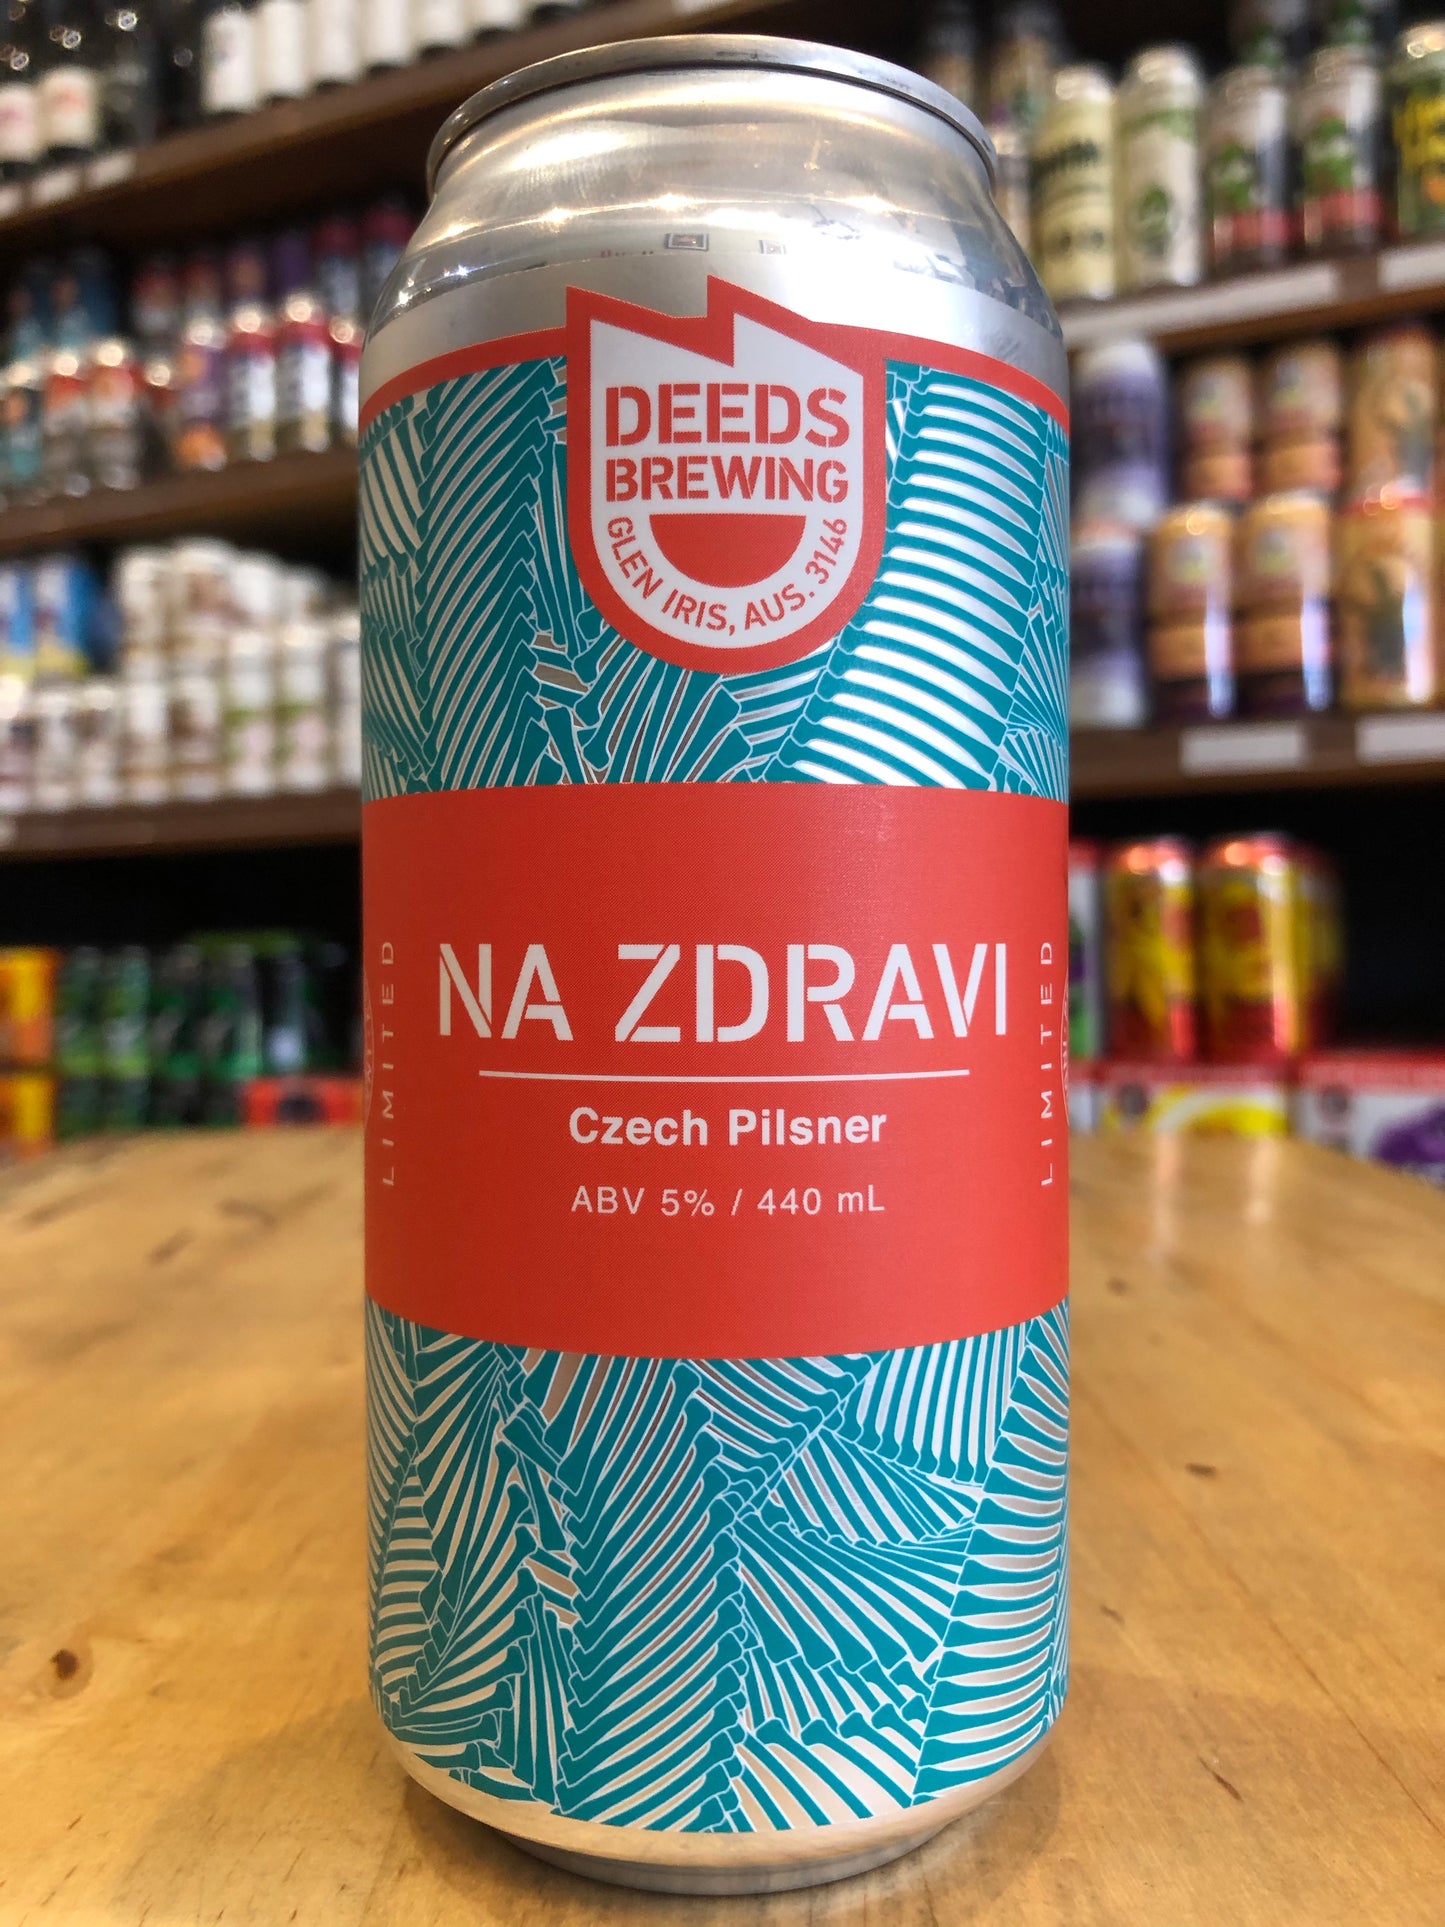 DEEDS
BREWING
GLEN IRIS, AUS. 3146
NA ZDRAVI
LIMITED
LIMITED
Czech Pilsner
ABV 5% / 440 mL